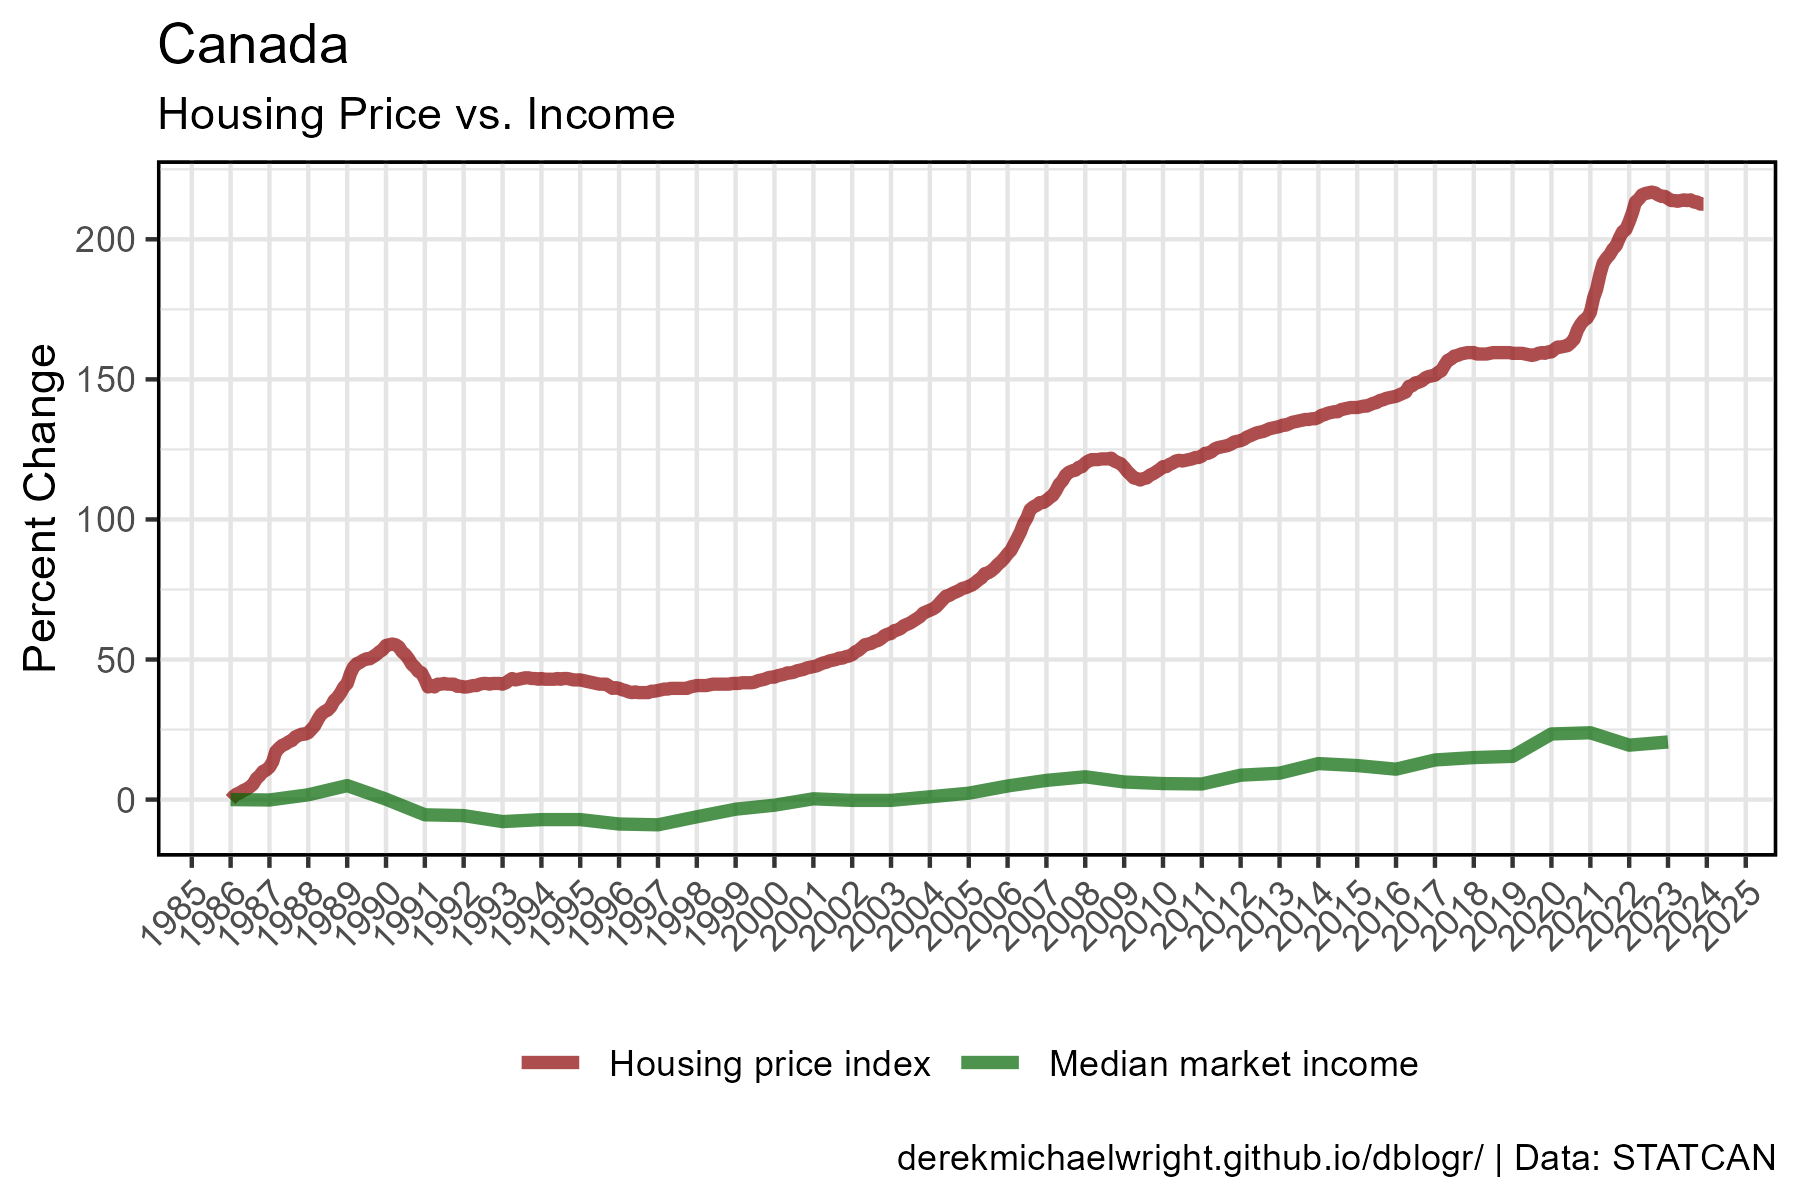 Canada
Housing Price vs. Income
Percent Change
200
150
100
50
0
1985 1986 1987 1988 1989 1990 1991 1992 1993 1994 1995 1996 1997 1998 1999 2000 2001 2002 2003 2004 2005 2006 2007 2008 2009 2010 2011 2012 2013 2014 2015 2016 2017 2018 2019 2020 2021 2022 2023 2024 2025
Housing price index Median market income
derekmichaelwright.github.io/dblogr/ | Data: STATCAN